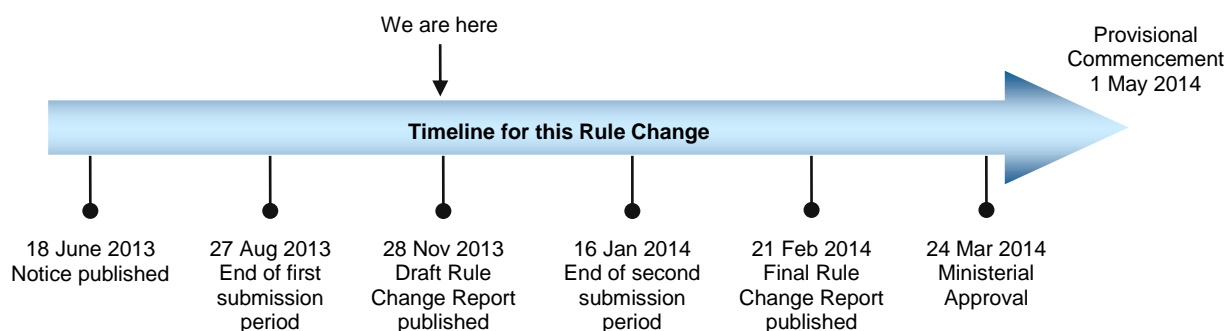 We are here
Provisional
Commencement
1 May 2014
Timeline for this Rule Change
18 June 2013
Notice published
27 Aug 2013
End of first
submission
period
28 Nov 2013
Draft Rule
Change Report
published
16 Jan 2014
End of second
submission
period
21 Feb 2014
Final Rule
Change Report
published
24 Mar 2014
Ministerial
Approval